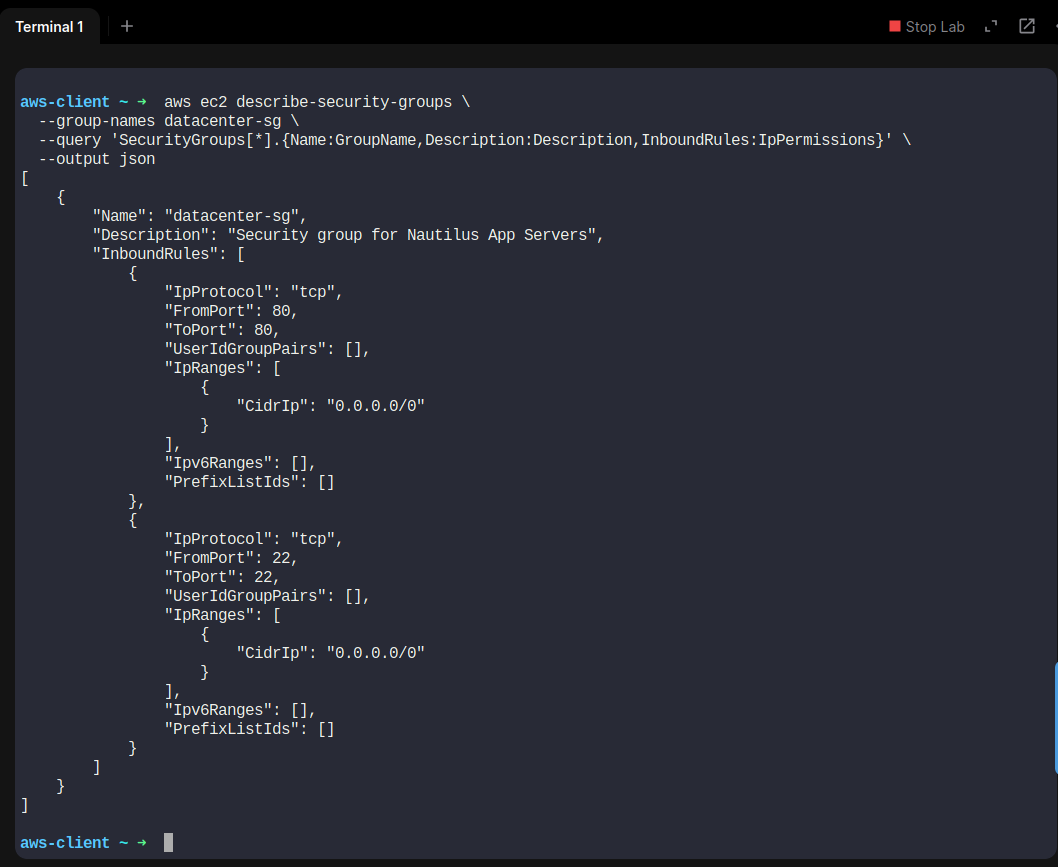 Terminal 1 + Stop Lab
aws-client ~ ➜ aws ec2 describe-security-groups \
  --group-names datacenter-sg \
  --query 'SecurityGroups[*].{Name:GroupName,Description:Description,InboundRules:IpPermissions}' \
  --output json
[
    {
        "Name": "datacenter-sg",
        "Description": "Security group for Nautilus App Servers",
        "InboundRules": [
            {
                "IpProtocol": "tcp",
                "FromPort": 80,
                "ToPort": 80,
                "UserIdGroupPairs": [],
                "IpRanges": [
                    {
                        "CidrIp": "0.0.0.0/0"
                    }
                ],
                "Ipv6Ranges": [],
                "PrefixListIds": []
            },
            {
                "IpProtocol": "tcp",
                "FromPort": 22,
                "ToPort": 22,
                "UserIdGroupPairs": [],
                "IpRanges": [
                    {
                        "CidrIp": "0.0.0.0/0"
                    }
                ],
                "Ipv6Ranges": [],
                "PrefixListIds": []
            }
        ]
    }
]
aws-client ~ ➜